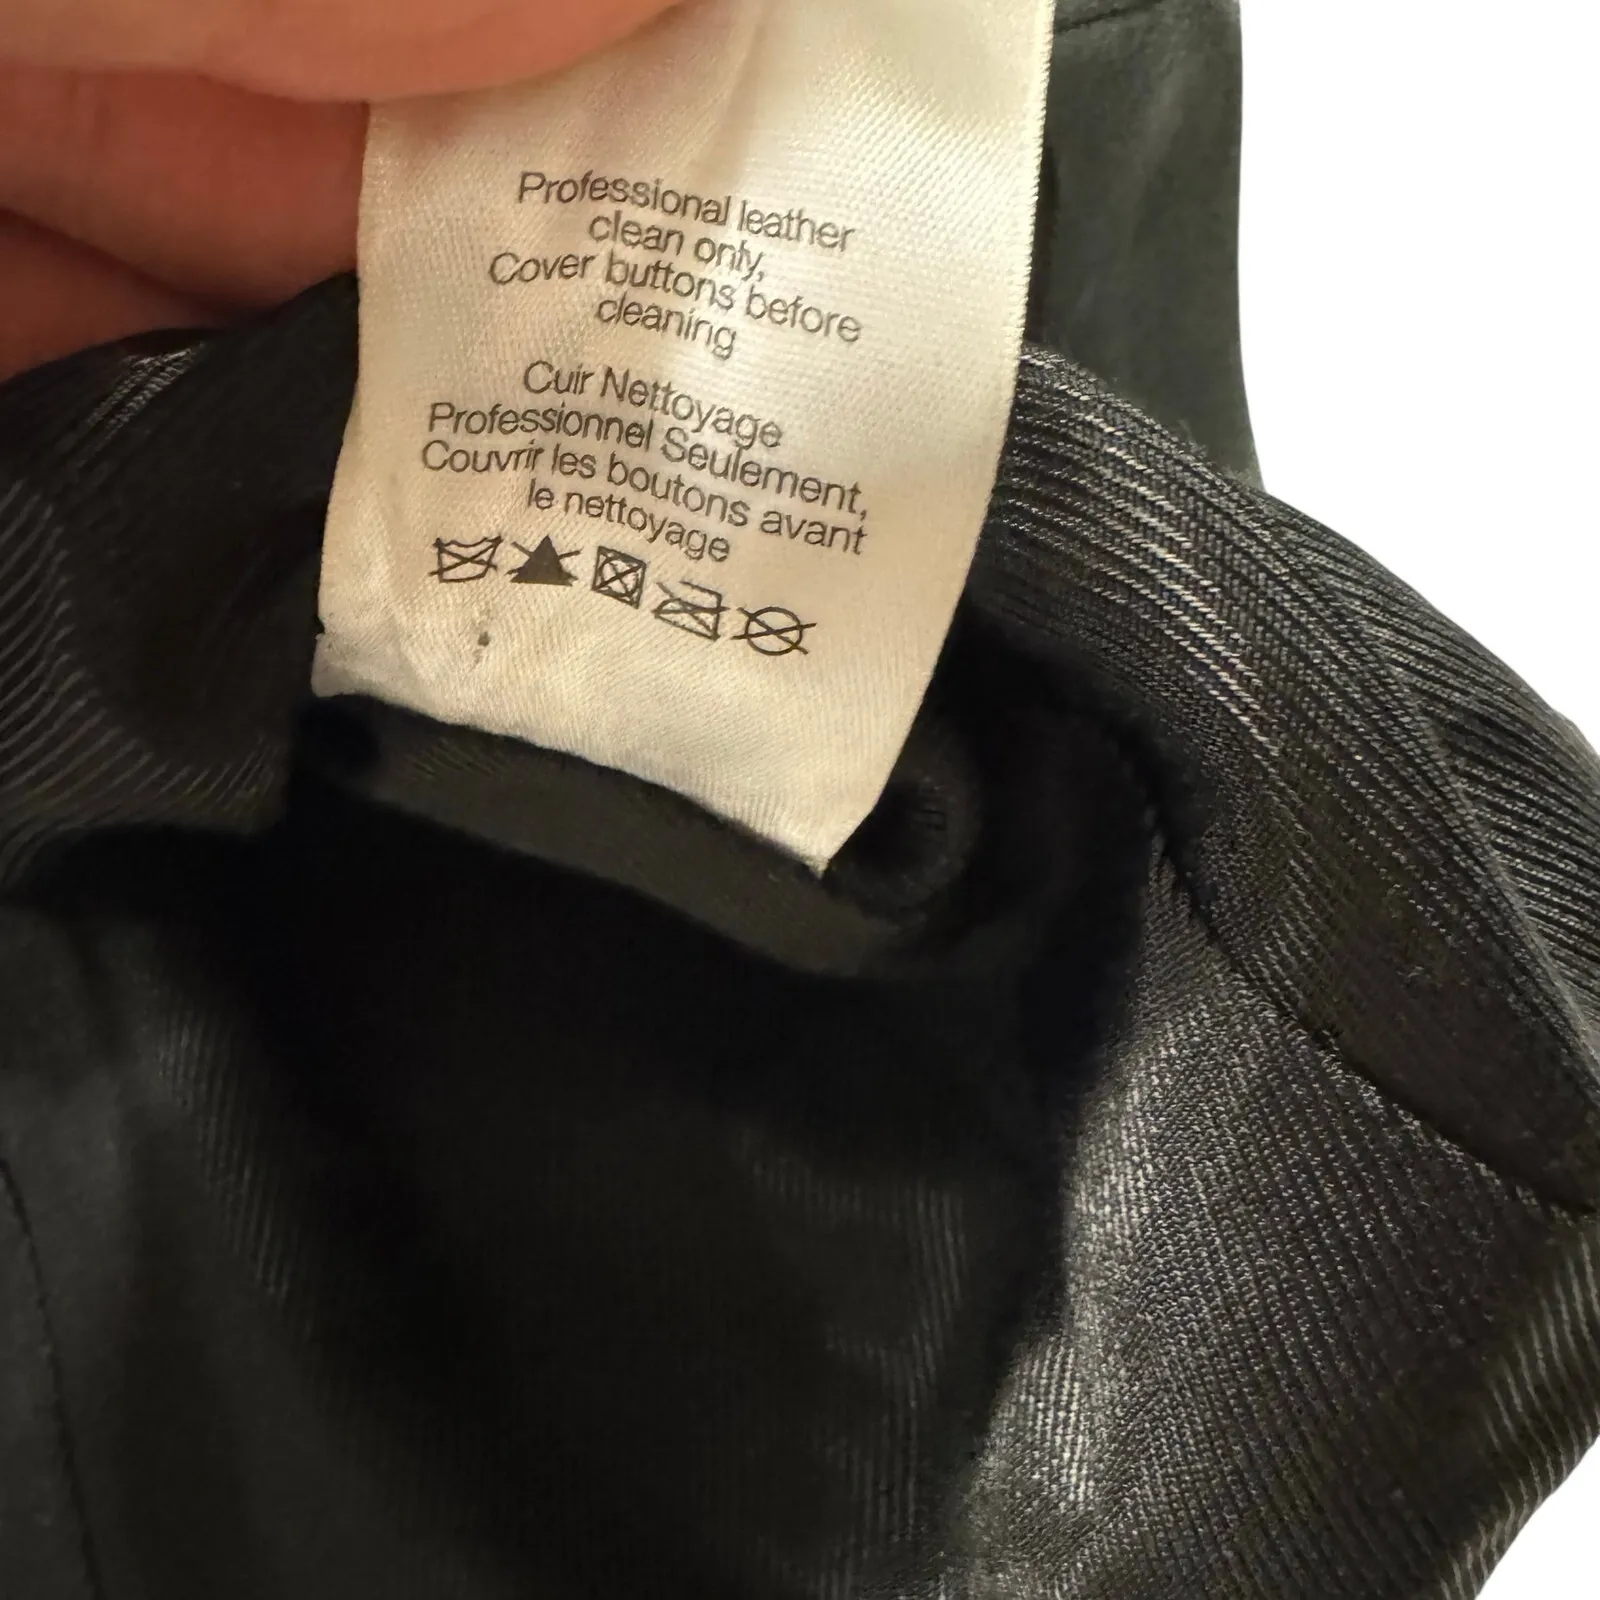 Professional leather
clean only,
Cover buttons before
cleaning
Cuir Nettoyage
Professionnel Seulement,
Couvrir les boutons avant
le nettoyage